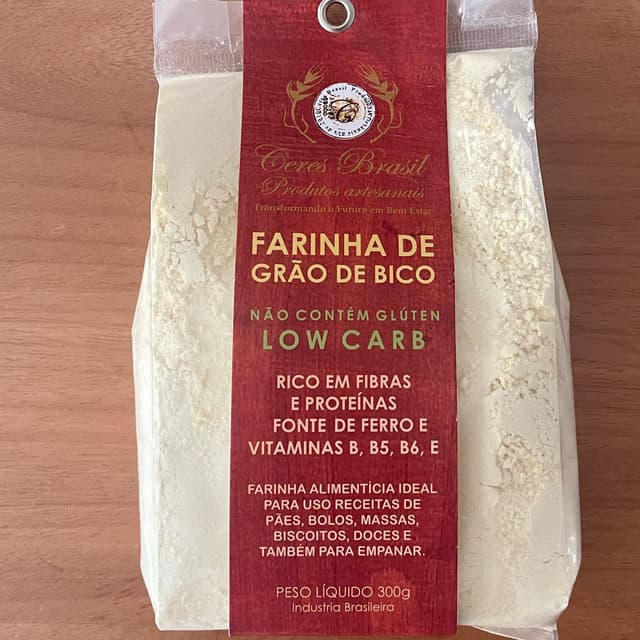 Ceres Brasil
Produtos artesanais
Transformando o Futuro em Bem Estar
FARINHA DE
GRÃO DE BICO
NÃO CONTÉM GLÚTEN
LOW CARB
RICO EM FIBRAS
E PROTEÍNAS
FONTE DE FERRO E
VITAMINAS B, B5, B6, E
FARINHA ALIMENTÍCIA IDEAL
PARA USO RECEITAS DE
PÃES, BOLOS, MASSAS,
BISCOITOS, DOCES E
TAMBÉM PARA EMPANAR.
PESO LÍQUIDO 300g
Industria Brasileira